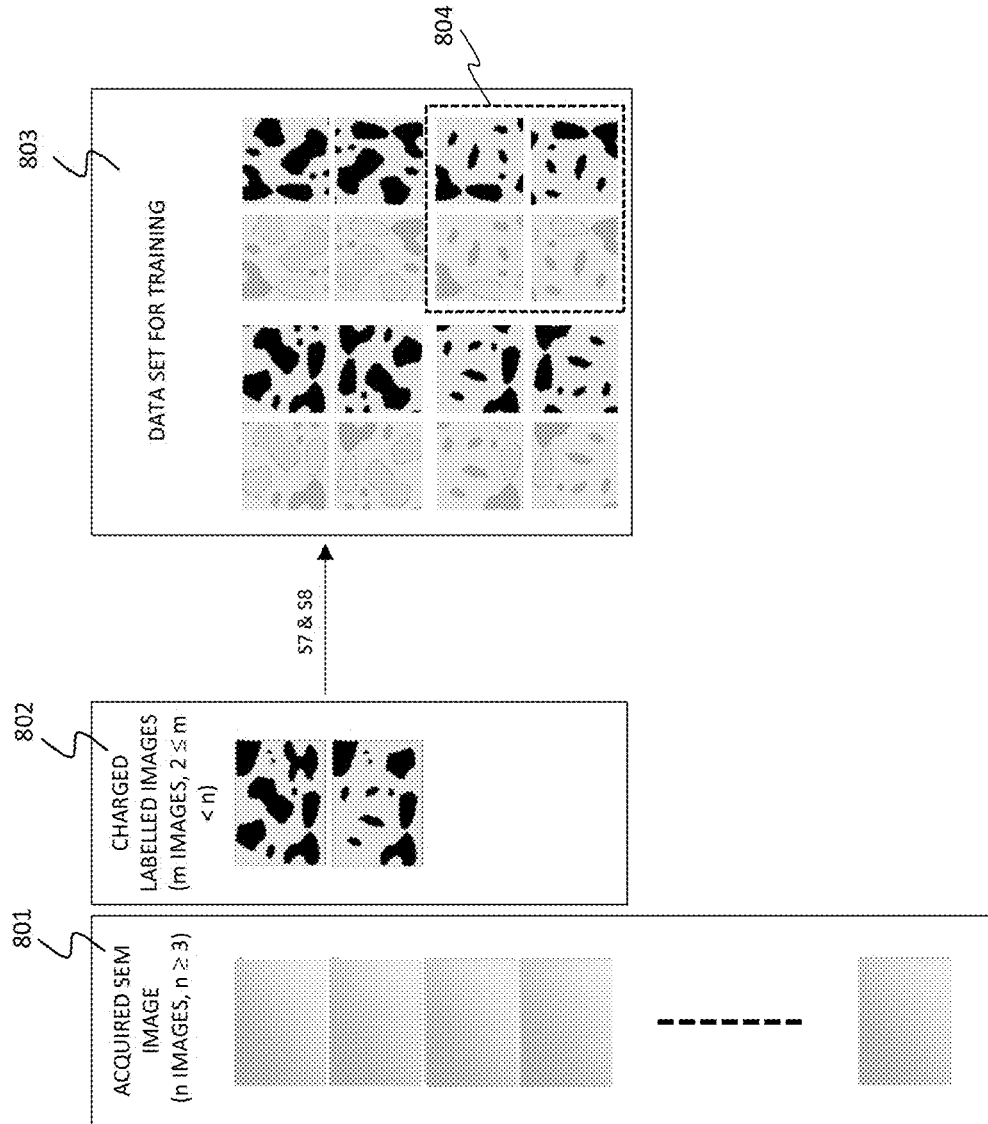 801
ACQUIRED SEM
IMAGE
(n IMAGES, n ≥ 3)
802
CHARGED
LABELLED IMAGES
(m IMAGES, 2 ≤ m
< n)
S7 & S8
803
DATA SET FOR TRAINING
804